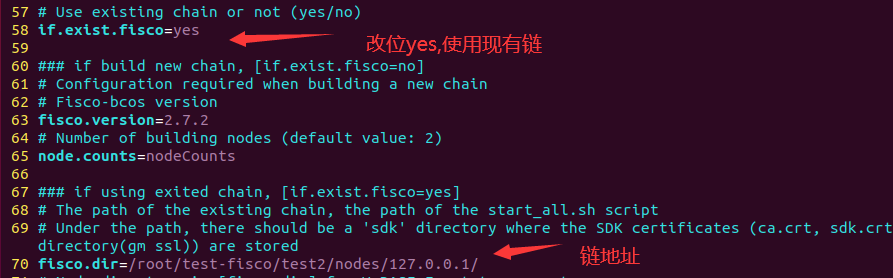 57 # Use existing chain or not (yes/no)
58 if.exist.fisco=yes
改位yes,使用现有链
59
60 ### if build new chain, [if.exist.fisco=no]
61 # Configuration required when building a new chain
62 # Fisco-bcos version
63 fisco.version=2.7.2
64 # Number of building nodes (default value: 2)
65 node.counts=nodeCounts
66
67 ### if using exited chain, [if.exist.fisco=yes]
68 # The path of the existing chain, the path of the start_all.sh script
69 # Under the path, there should be a 'sdk' directory where the SDK certificates (ca.crt, sdk.crt
directory(gm ssl)) are stored
链地址
70 fisco.dir=/root/test-fisco/test2/nodes/127.0.0.1/